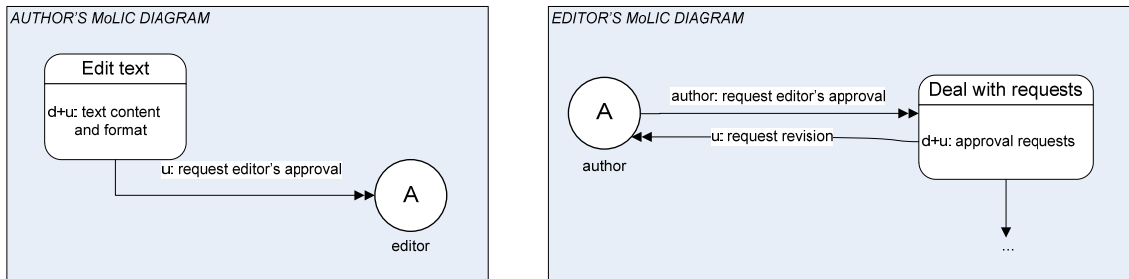 AUTHOR'S MoLIC DIAGRAM
Edit text
d+u: text content
and format
u: request editor's approval
A
editor
EDITOR'S MoLIC DIAGRAM
A
author
author: request editor's approval
u: request revision
Deal with requests
d+u: approval requests
...